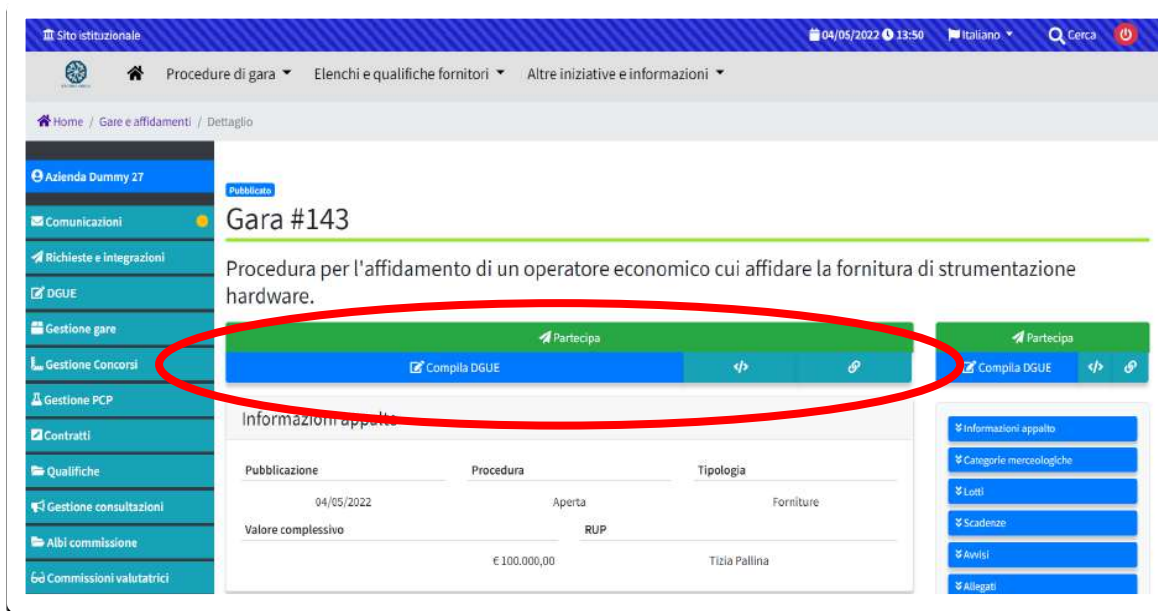 Sito istituzionale
04/05/2022 13:50
Italiano
Cerca
Procedure di gara
Elenchi e qualifiche fornitori
Altre iniziative e informazioni
Home / Gare e affidamenti / Dettaglio
Azienda Dummy 27
Comunicazioni
Richieste e integrazioni
DGUE
Gestione gare
Gestione Concorsi
Gestione PCP
Contratti
Qualifiche
Gestione consultazioni
Albi commissione
Commissioni valutatrici
Pubblicato
Gara #143
Procedura per l'affidamento di un operatore economico cui affidare la fornitura di strumentazione
hardware.
Partecipa
Compila DGUE
</>
Informazioni appalto
Pubblicazione
Procedura
Tipologia
04/05/2022
Aperta
Forniture
Valore complessivo
RUP
€ 100.000,00
Tizia Pallina
Partecipa
Compila DGUE
</>
Informazioni appalto
Categorie merceologiche
Lotti
Scadenze
Avvisi
Allegati